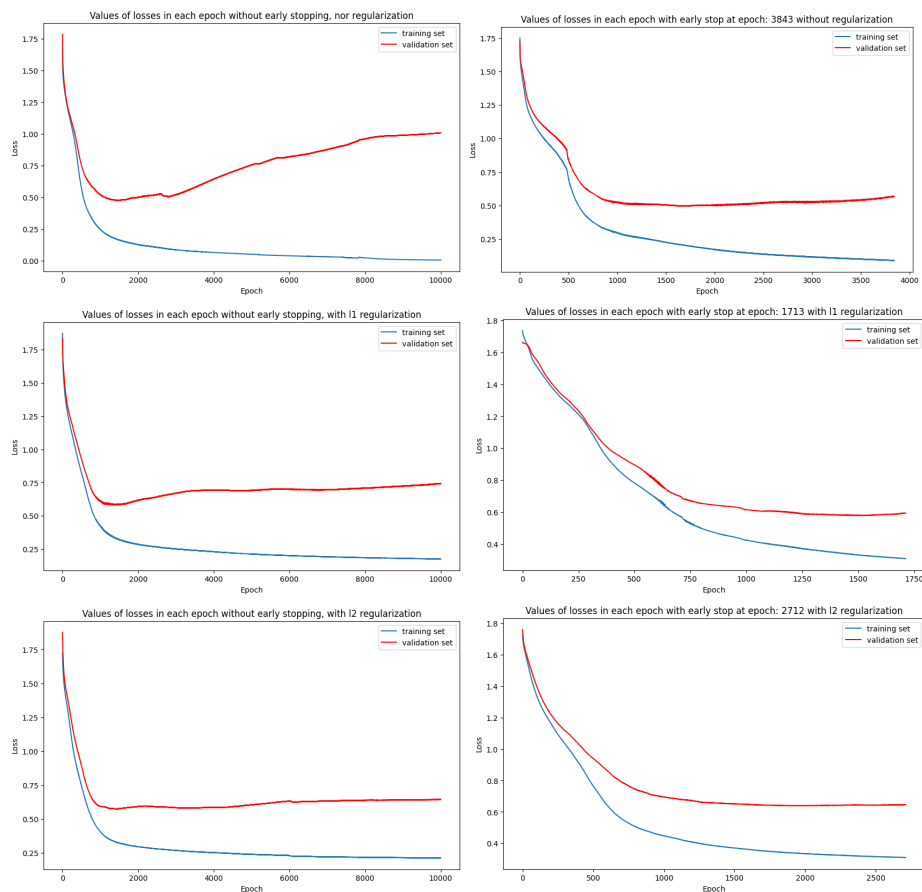 Values of losses in each epoch without early stopping, nor regularization
training set
validation set
1.75
1.50
1.25
1.00
0.75
0.50
0.25
0.00
Loss
0
2000
4000
6000
8000
10000
Epoch
Values of losses in each epoch with early stop at epoch: 3843 without regularization
training set
validation set
1.75
1.50
1.25
1.00
0.75
0.50
0.25
Loss
0
500
1000
1500
2000
2500
3000
3500
4000
Epoch
Values of losses in each epoch without early stopping, with l1 regularization
training set
validation set
1.75
1.50
1.25
1.00
0.75
0.50
0.25
Loss
0
2000
4000
6000
8000
10000
Epoch
Values of losses in each epoch with early stop at epoch: 1713 with l1 regularization
training set
validation set
1.8
1.6
1.4
1.2
1.0
0.8
0.6
0.4
Loss
0
250
500
750
1000
1250
1500
1750
Epoch
Values of losses in each epoch without early stopping, with l2 regularization
training set
validation set
1.75
1.50
1.25
1.00
0.75
0.50
0.25
Loss
0
2000
4000
6000
8000
10000
Epoch
Values of losses in each epoch with early stop at epoch: 2712 with l2 regularization
training set
validation set
1.8
1.6
1.4
1.2
1.0
0.8
0.6
0.4
Loss
0
500
1000
1500
2000
2500
Epoch